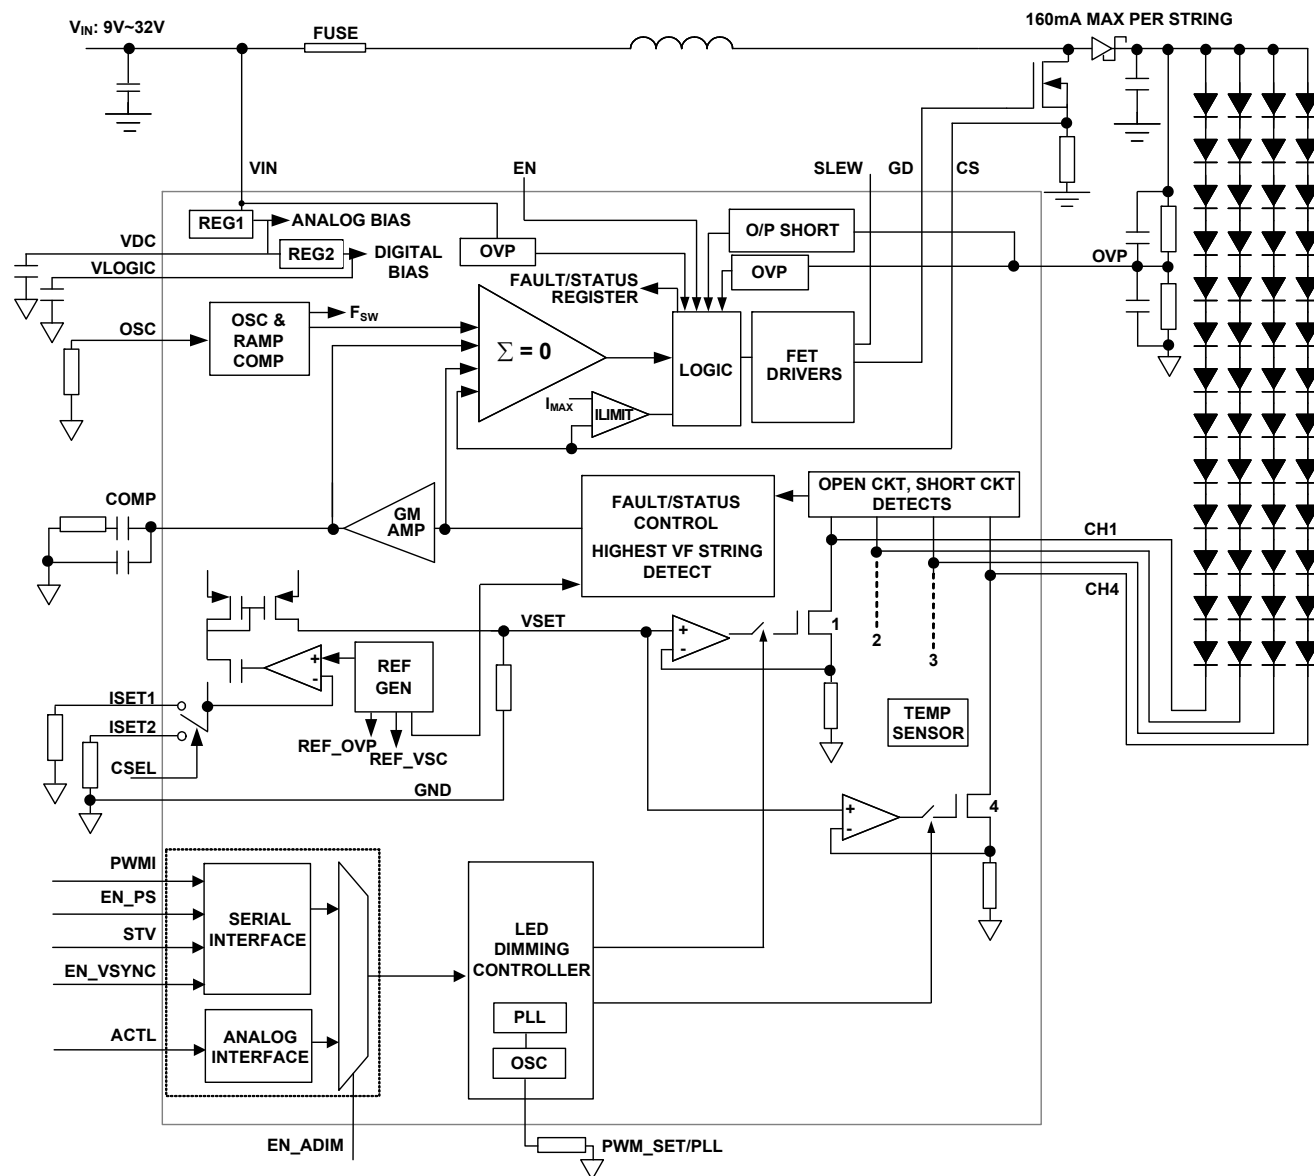 V_IN: 9V~32V
FUSE
160mA MAX PER STRING
VIN
EN
SLEW
GD
CS
REG1
ANALOG BIAS
VDC
REG2
DIGITAL
BIAS
VLOGIC
OVP
O/P SHORT
OVP
OVP
FAULT/STATUS
REGISTER
OSC
OSC &
RAMP
COMP
F_SW
Σ = 0
LOGIC
FET
DRIVERS
I_MAX
ILIMIT
COMP
GM
AMP
FAULT/STATUS
CONTROL
HIGHEST VF STRING
DETECT
OPEN CKT, SHORT CKT
DETECTS
CH1
CH4
VSET
+
-
1
2
3
+
-
REF
GEN
ISET1
ISET2
CSEL
REF_OVP
REF_VSC
GND
TEMP
SENSOR
+
-
4
PWMI
EN_PS
STV
EN_VSYNC
ACTL
SERIAL
INTERFACE
ANALOG
INTERFACE
LED
DIMMING
CONTROLLER
PLL
OSC
EN_ADIM
PWM_SET/PLL